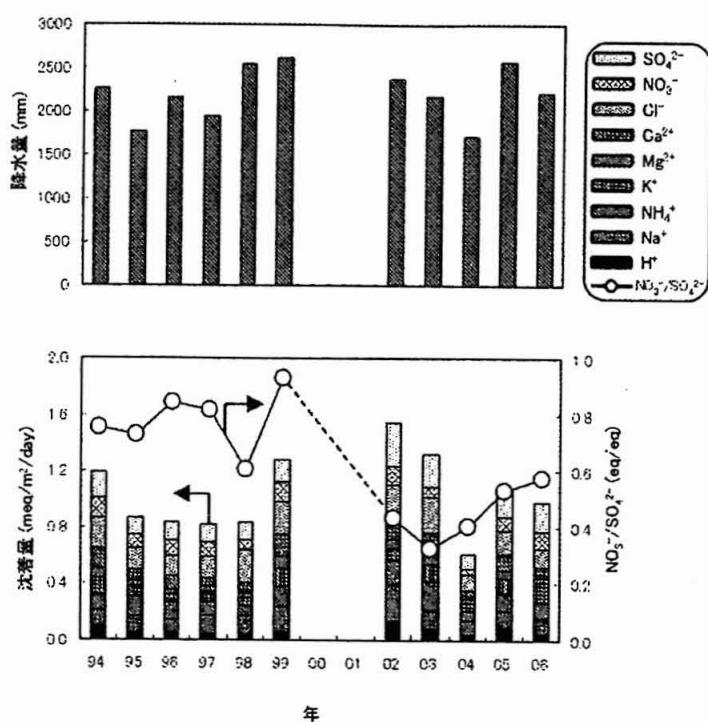 3000
2500
2000
1500
1000
500
0
降水量 (mm)
SO₄²⁻
NO₃⁻
Cl⁻
Ca²⁺
Mg²⁺
K⁺
NH₄⁺
Na⁺
H⁺
NO₃⁻/SO₄²⁻
2.0
1.6
1.2
0.8
0.4
0.0
沈着量 (meq/m²/day)
1.0
0.8
0.6
0.4
0.2
0.0
NO₃⁻/SO₄²⁻ (eq/eq)
94 95 96 97 98 99 00 01 02 03 04 05 06
年